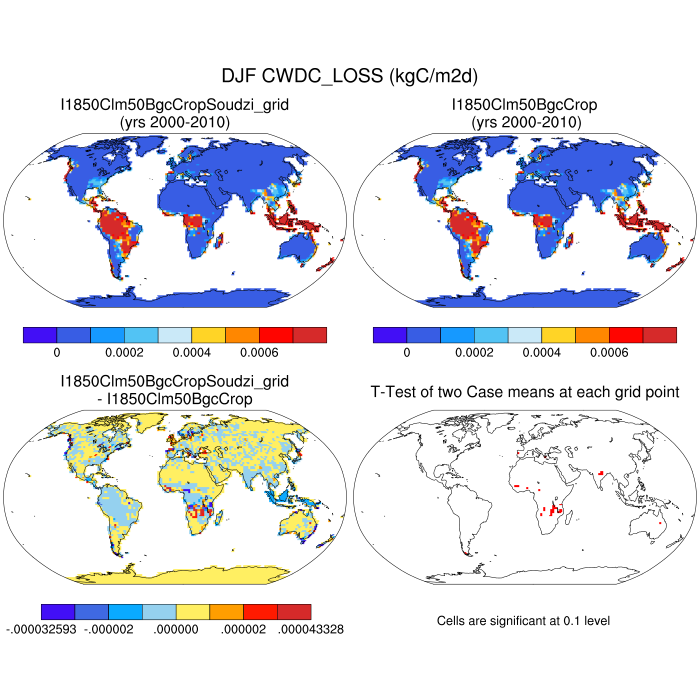 DJF CWDC_LOSS (kgC/m2d)
I1850Clm50BgcCropSoudzi_grid
(yrs 2000-2010)
I1850Clm50BgcCrop
(yrs 2000-2010)
0 0.0002 0.0004 0.0006
0 0.0002 0.0004 0.0006
I1850Clm50BgcCropSoudzi_grid
- I1850Clm50BgcCrop
T-Test of two Case means at each grid point
-.000032593 -.000002 .000000 .000002 .000043328
Cells are significant at 0.1 level